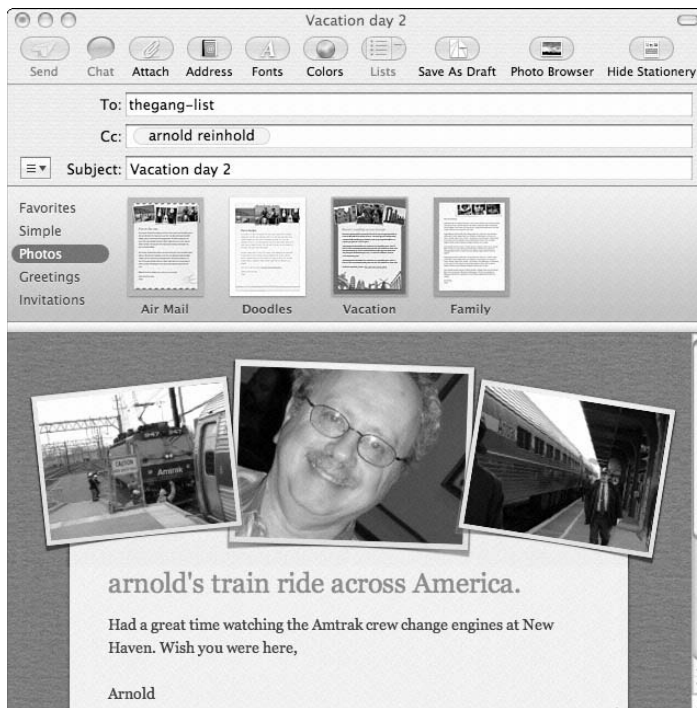 Vacation day 2
Send Chat Attach Address Fonts Colors Lists Save As Draft Photo Browser Hide Stationery
To: thegang-list
Cc: arnold reinhold
Subject: Vacation day 2
Favorites
Simple
Photos
Greetings
Invitations
Air Mail Doodles Vacation Family
CAUTION
947
Amtrak
arnold's train ride across America.
Had a great time watching the Amtrak crew change engines at New
Haven. Wish you were here,
Arnold